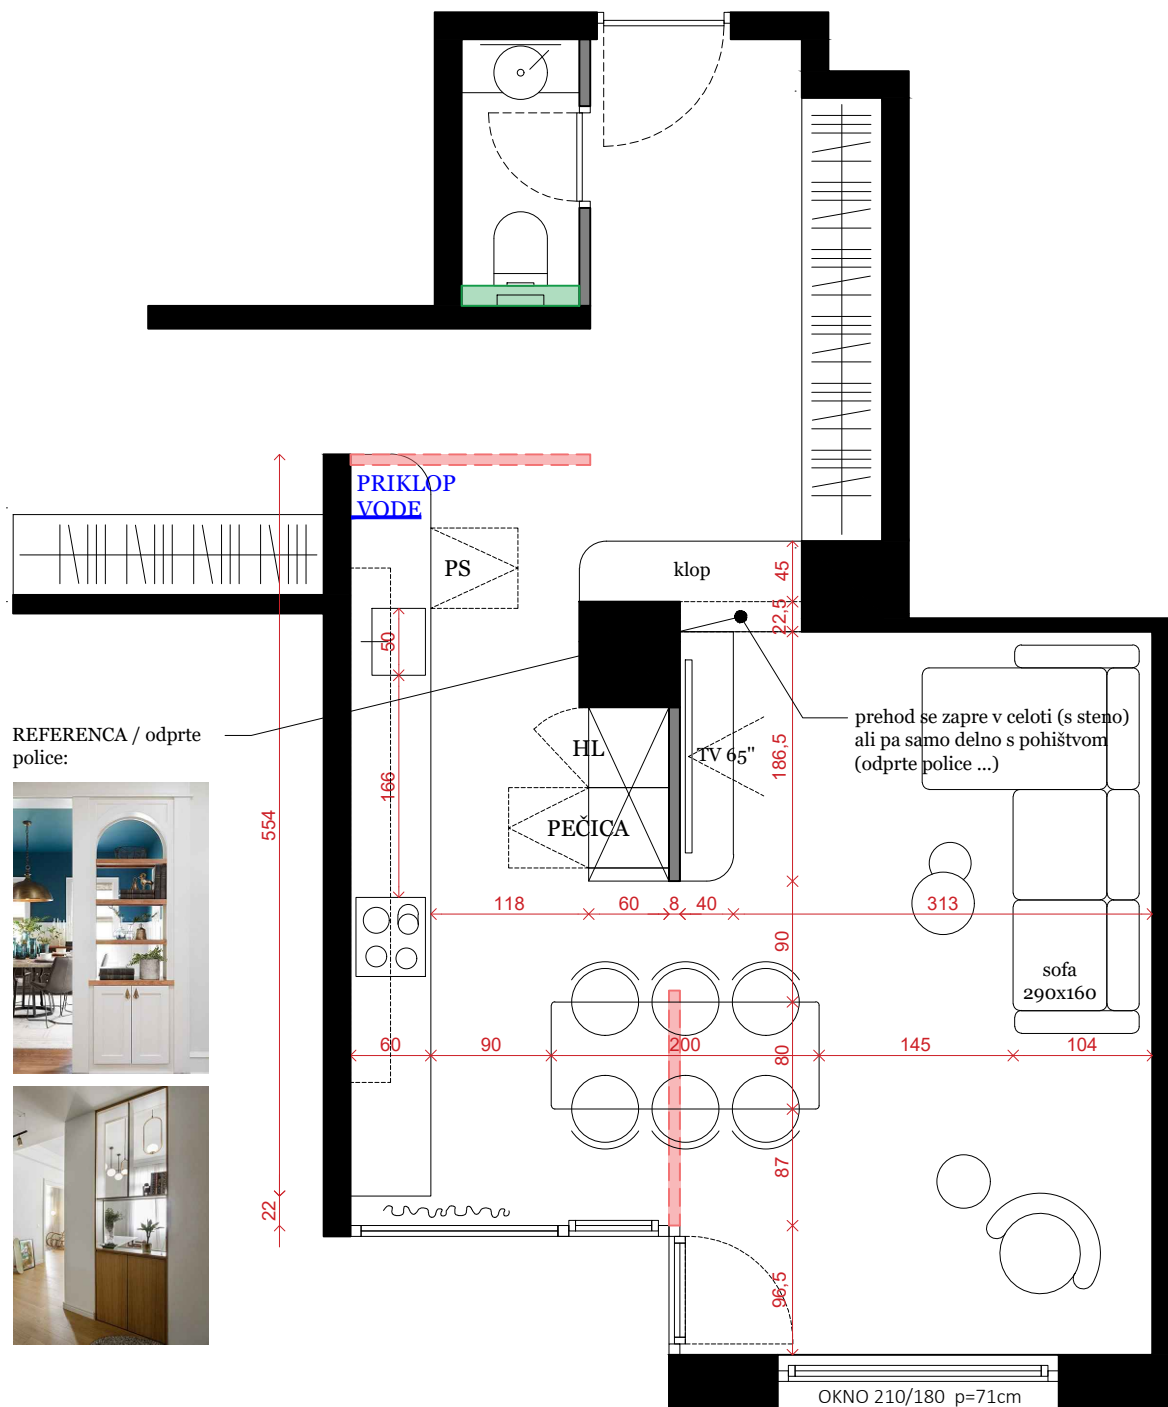 PRIKLOP
VODE
PS
klop
45
22,5
50
REFERENCA / odprte
police:
HL
TV 65"
186,5
prehod se zapre v celoti (s steno)
ali pa samo delno s pohištvom
(odprte police ...)
166
554
PEČICA
118
60
8
40
313
90
sofa
290x160
60
90
200
80
145
104
87
22
96,5
OKNO 210/180 p=71cm